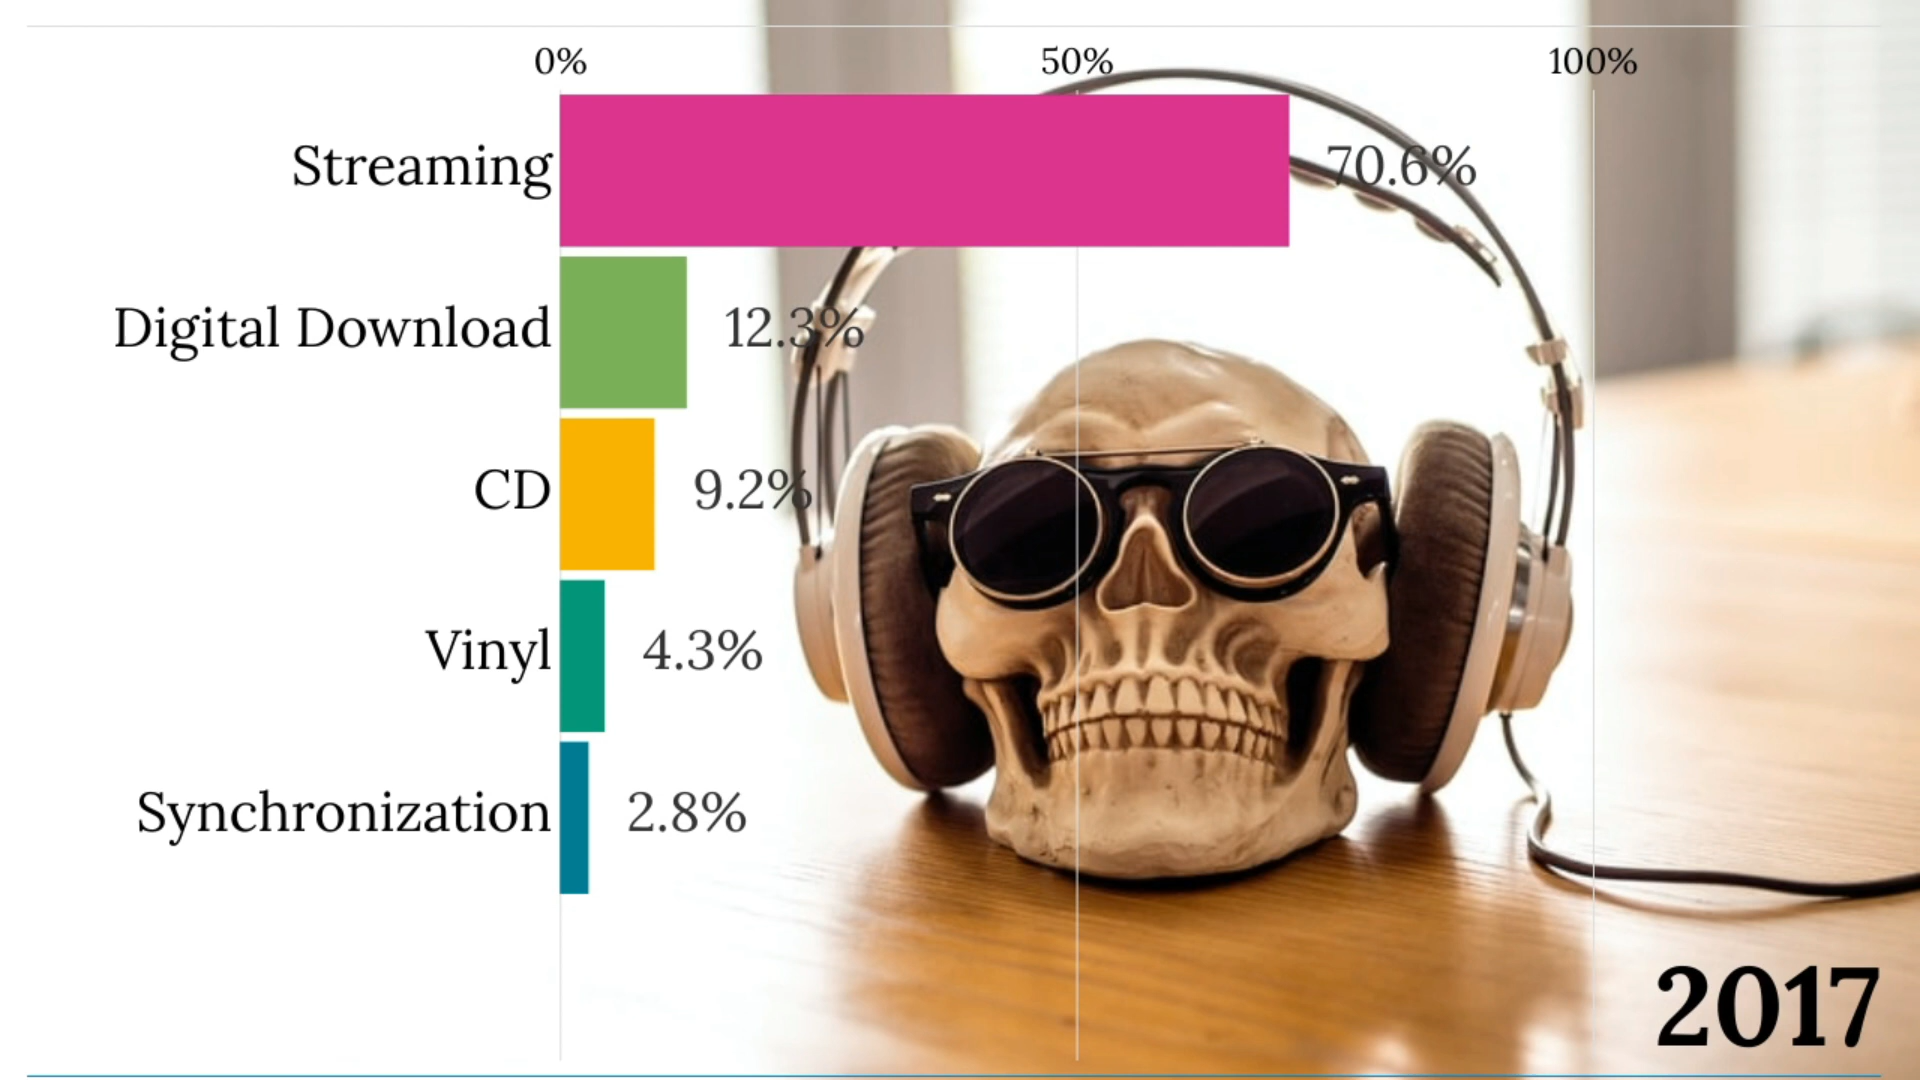 0% 50% 100%
Streaming 70.6%
Digital Download 12.3%
CD 9.2%
Vinyl 4.3%
Synchronization 2.8%
2017